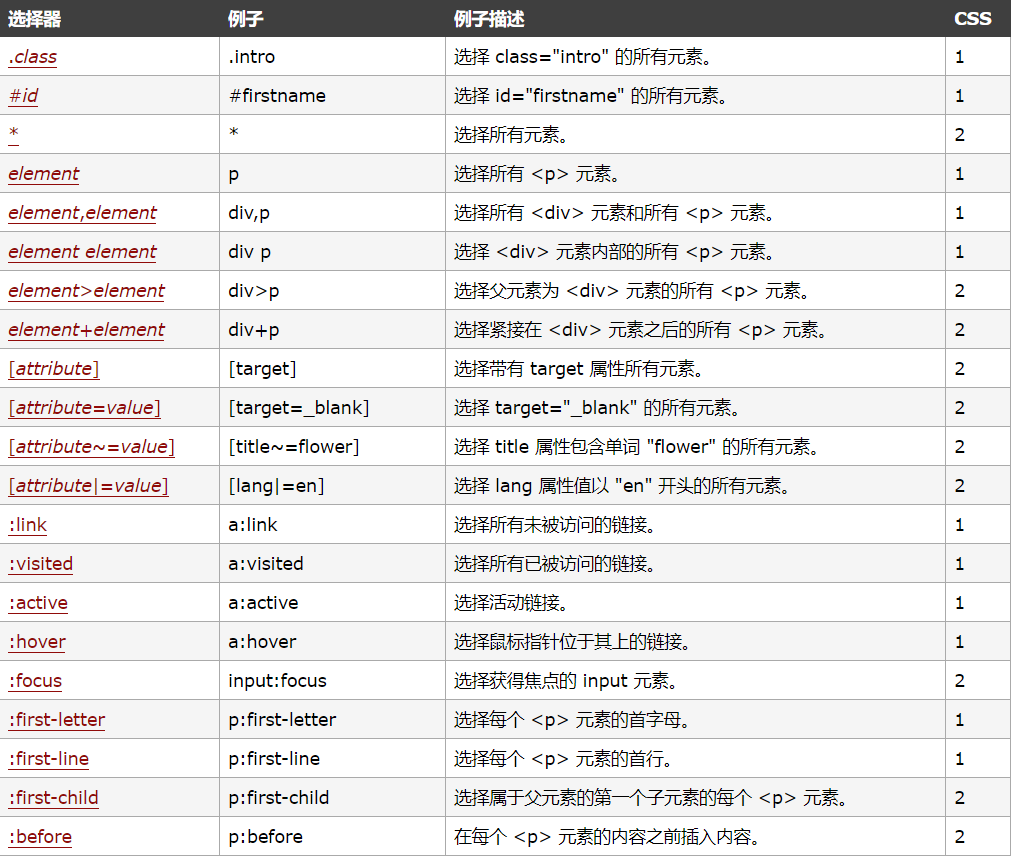 选择器 例子 例子描述 CSS
.class .intro 选择 class="intro" 的所有元素。 1
#id #firstname 选择 id="firstname" 的所有元素。 1
* * 选择所有元素。 2
element p 选择所有 <p> 元素。 1
element,element div,p 选择所有 <div> 元素和所有 <p> 元素。 1
element element div p 选择 <div> 元素内部的所有 <p> 元素。 1
element>element div>p 选择父元素为 <div> 元素的所有 <p> 元素。 2
element+element div+p 选择紧接在 <div> 元素之后的所有 <p> 元素。 2
[attribute] [target] 选择带有 target 属性所有元素。 2
[attribute=value] [target=_blank] 选择 target="_blank" 的所有元素。 2
[attribute~=value] [title~=flower] 选择 title 属性包含单词 "flower" 的所有元素。 2
[attribute|=value] [lang|=en] 选择 lang 属性值以 "en" 开头的所有元素。 2
:link a:link 选择所有未被访问的链接。 1
:visited a:visited 选择所有已被访问的链接。 1
:active a:active 选择活动链接。 1
:hover a:hover 选择鼠标指针位于其上的链接。 1
:focus input:focus 选择获得焦点的 input 元素。 2
:first-letter p:first-letter 选择每个 <p> 元素的首字母。 1
:first-line p:first-line 选择每个 <p> 元素的首行。 1
:first-child p:first-child 选择属于父元素的第一个子元素的每个 <p> 元素。 2
:before p:before 在每个 <p> 元素的内容之前插入内容。 2